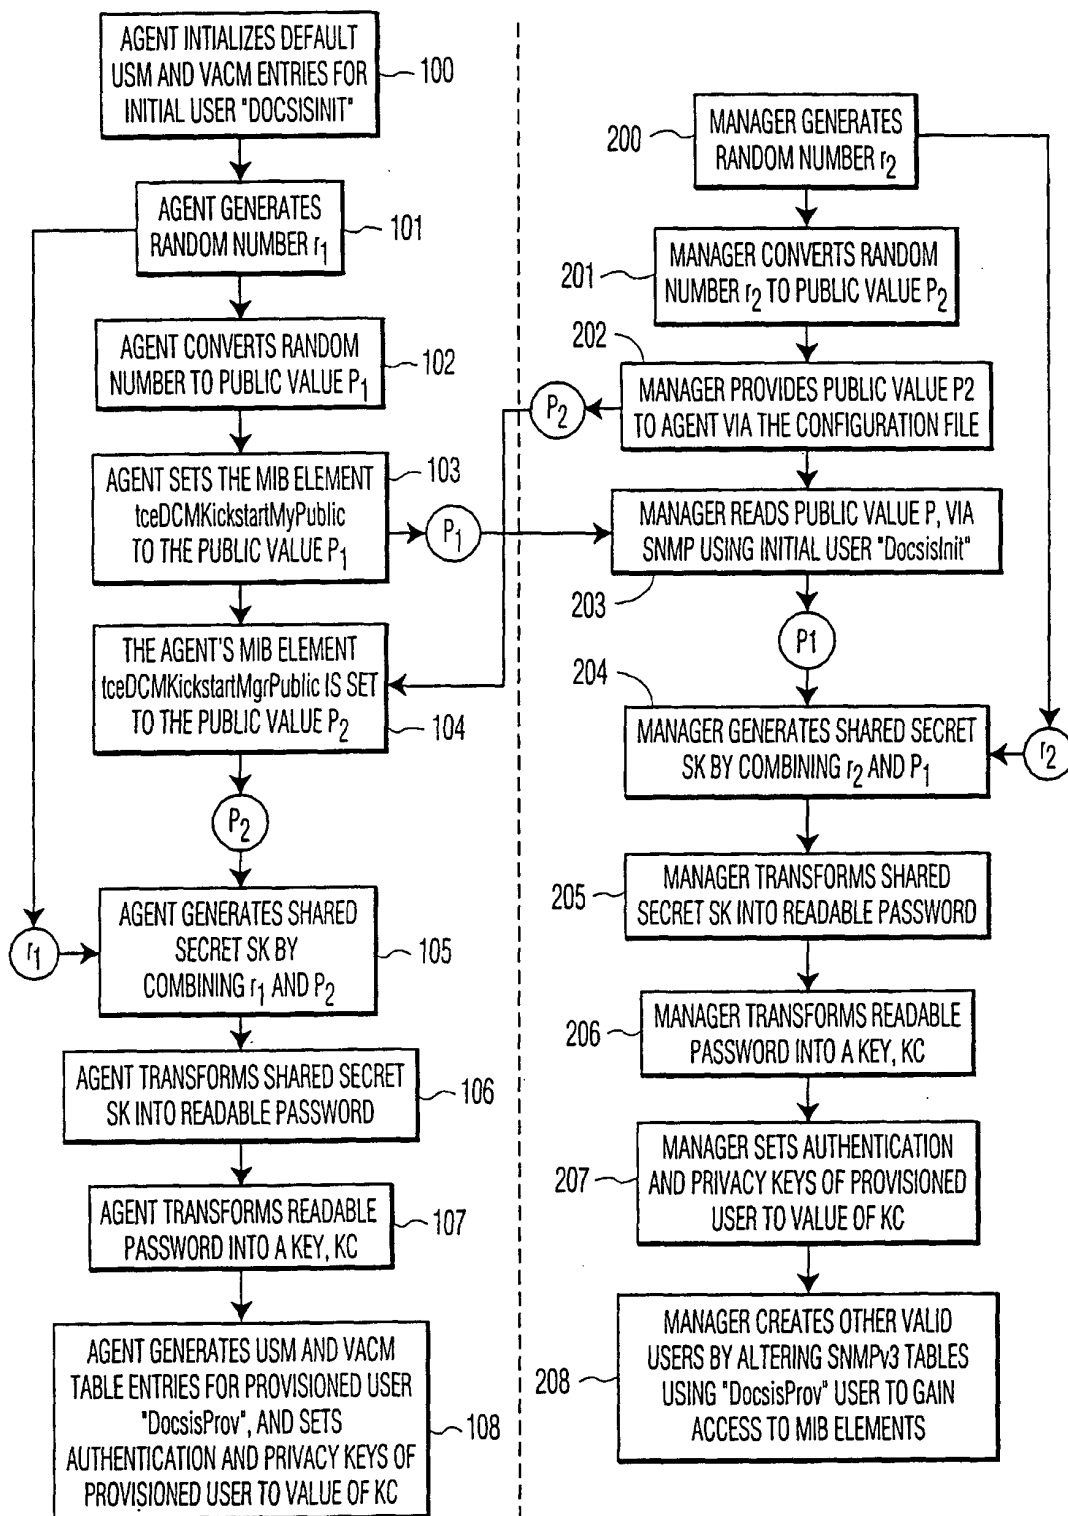 AGENT INTIALIZES DEFAULT
USM AND VACM ENTRIES FOR
INITIAL USER "DOCSISINIT"
100
AGENT GENERATES
RANDOM NUMBER r1
101
AGENT CONVERTS RANDOM
NUMBER TO PUBLIC VALUE P1
102
AGENT SETS THE MIB ELEMENT
tceDCMKickstartMyPublic
TO THE PUBLIC VALUE P1
103
P1
THE AGENT'S MIB ELEMENT
tceDCMKickstartMgrPublic IS SET
TO THE PUBLIC VALUE P2
104
P2
r1
AGENT GENERATES SHARED
SECRET SK BY
COMBINING r1 AND P2
105
AGENT TRANSFORMS SHARED SECRET
SK INTO READABLE PASSWORD
106
AGENT TRANSFORMS READABLE
PASSWORD INTO A KEY, KC
107
AGENT GENERATES USM AND VACM
TABLE ENTRIES FOR PROVISIONED USER
"DocsisProv", AND SETS
AUTHENTICATION AND PRIVACY KEYS OF
PROVISIONED USER TO VALUE OF KC
108
200
MANAGER GENERATES
RANDOM NUMBER r2
201
MANAGER CONVERTS RANDOM
NUMBER r2 TO PUBLIC VALUE P2
202
MANAGER PROVIDES PUBLIC VALUE P2
TO AGENT VIA THE CONFIGURATION FILE
P2
MANAGER READS PUBLIC VALUE P, VIA
SNMP USING INITIAL USER "DocsisInit"
203
P1
204
MANAGER GENERATES SHARED SECRET
SK BY COMBINING r2 AND P1
r2
205
MANAGER TRANSFORMS SHARED
SECRET SK INTO READABLE PASSWORD
206
MANAGER TRANSFORMS READABLE
PASSWORD INTO A KEY, KC
207
MANAGER SETS AUTHENTICATION
AND PRIVACY KEYS OF PROVISIONED
USER TO VALUE OF KC
208
MANAGER CREATES OTHER VALID
USERS BY ALTERING SNMPv3 TABLES
USING "DocsisProv" USER TO GAIN
ACCESS TO MIB ELEMENTS